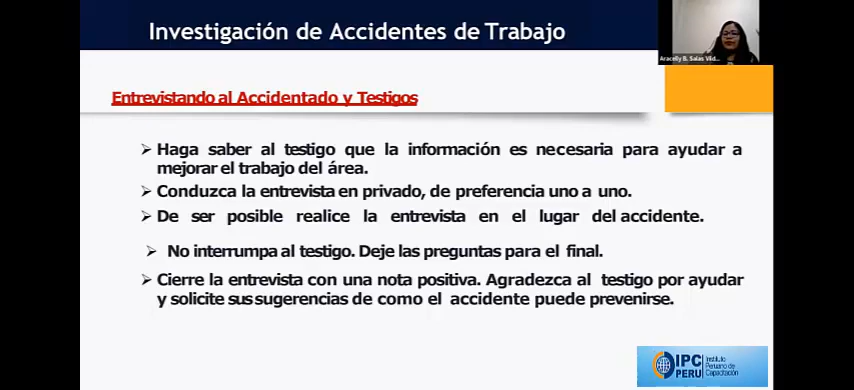 Investigación de Accidentes de Trabajo
Aracelly B. Salas Vild...
Entrevistando al Accidentado y Testigos
Haga saber al testigo que la información es necesaria para ayudar a
mejorar el trabajo del área.
Conduzca la entrevista en privado, de preferencia uno a uno.
De ser posible realice la entrevista en el lugar del accidente.
No interrumpa al testigo. Deje las preguntas para el final.
Cierre la entrevista con una nota positiva. Agradezca al testigo por ayudar
y solicite sus sugerencias de como el accidente puede prevenirse.
IPC
PERU
Instituto
Peruano de
Capacitación